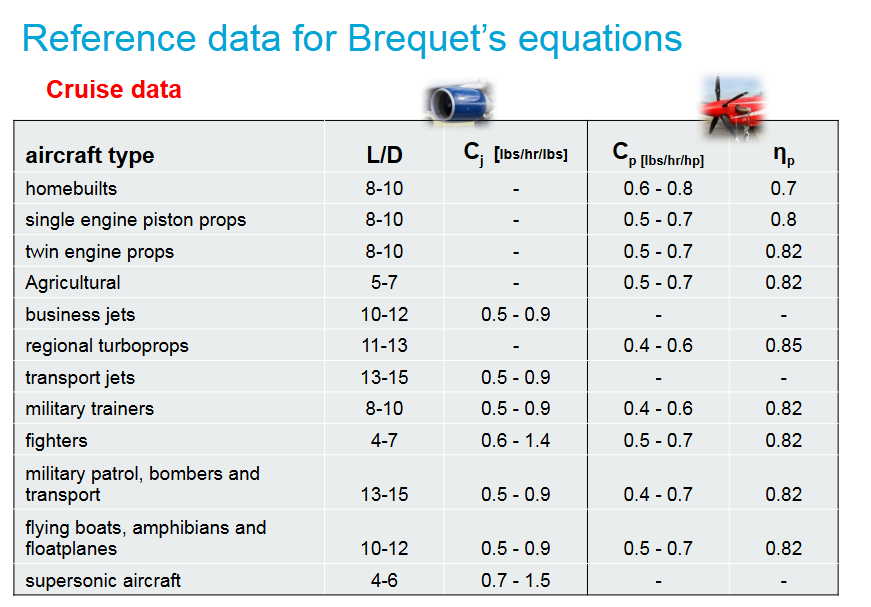 Reference data for Brequet's equations
Cruise data
aircraft type L/D Cj [lbs/hr/lbs] Cp [lbs/hr/hp] ηp
homebuilts 8-10 - 0.6 - 0.8 0.7
single engine piston props 8-10 - 0.5 - 0.7 0.8
twin engine props 8-10 - 0.5 - 0.7 0.82
Agricultural 5-7 - 0.5 - 0.7 0.82
business jets 10-12 0.5 - 0.9 - -
regional turboprops 11-13 - 0.4 - 0.6 0.85
transport jets 13-15 0.5 - 0.9 - -
military trainers 8-10 0.5 - 0.9 0.4 - 0.6 0.82
fighters 4-7 0.6 - 1.4 0.5 - 0.7 0.82
military patrol, bombers and
transport 13-15 0.5 - 0.9 0.4 - 0.7 0.82
flying boats, amphibians and
floatplanes 10-12 0.5 - 0.9 0.5 - 0.7 0.82
supersonic aircraft 4-6 0.7 - 1.5 - -